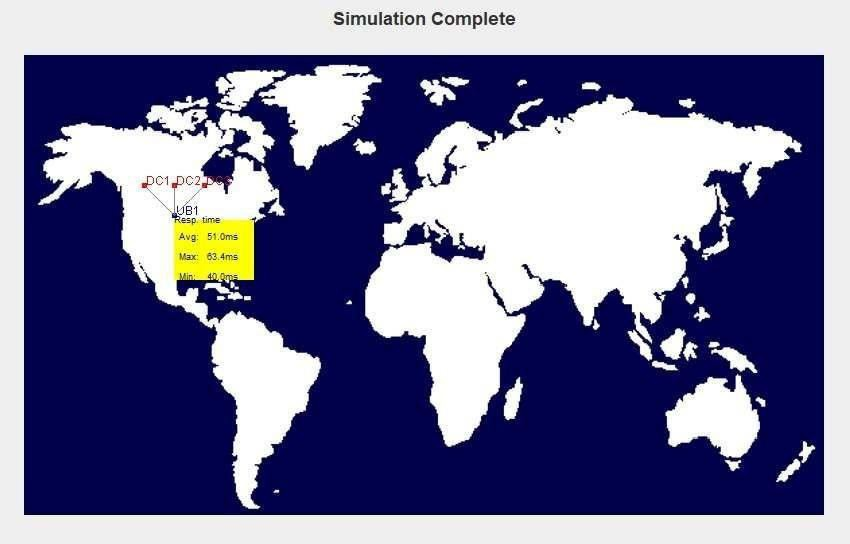 Simulation Complete
DC1 DC2
UB1
Resp. time
Avg: 51.0ms
Max: 63.4ms
Min: 40.0ms